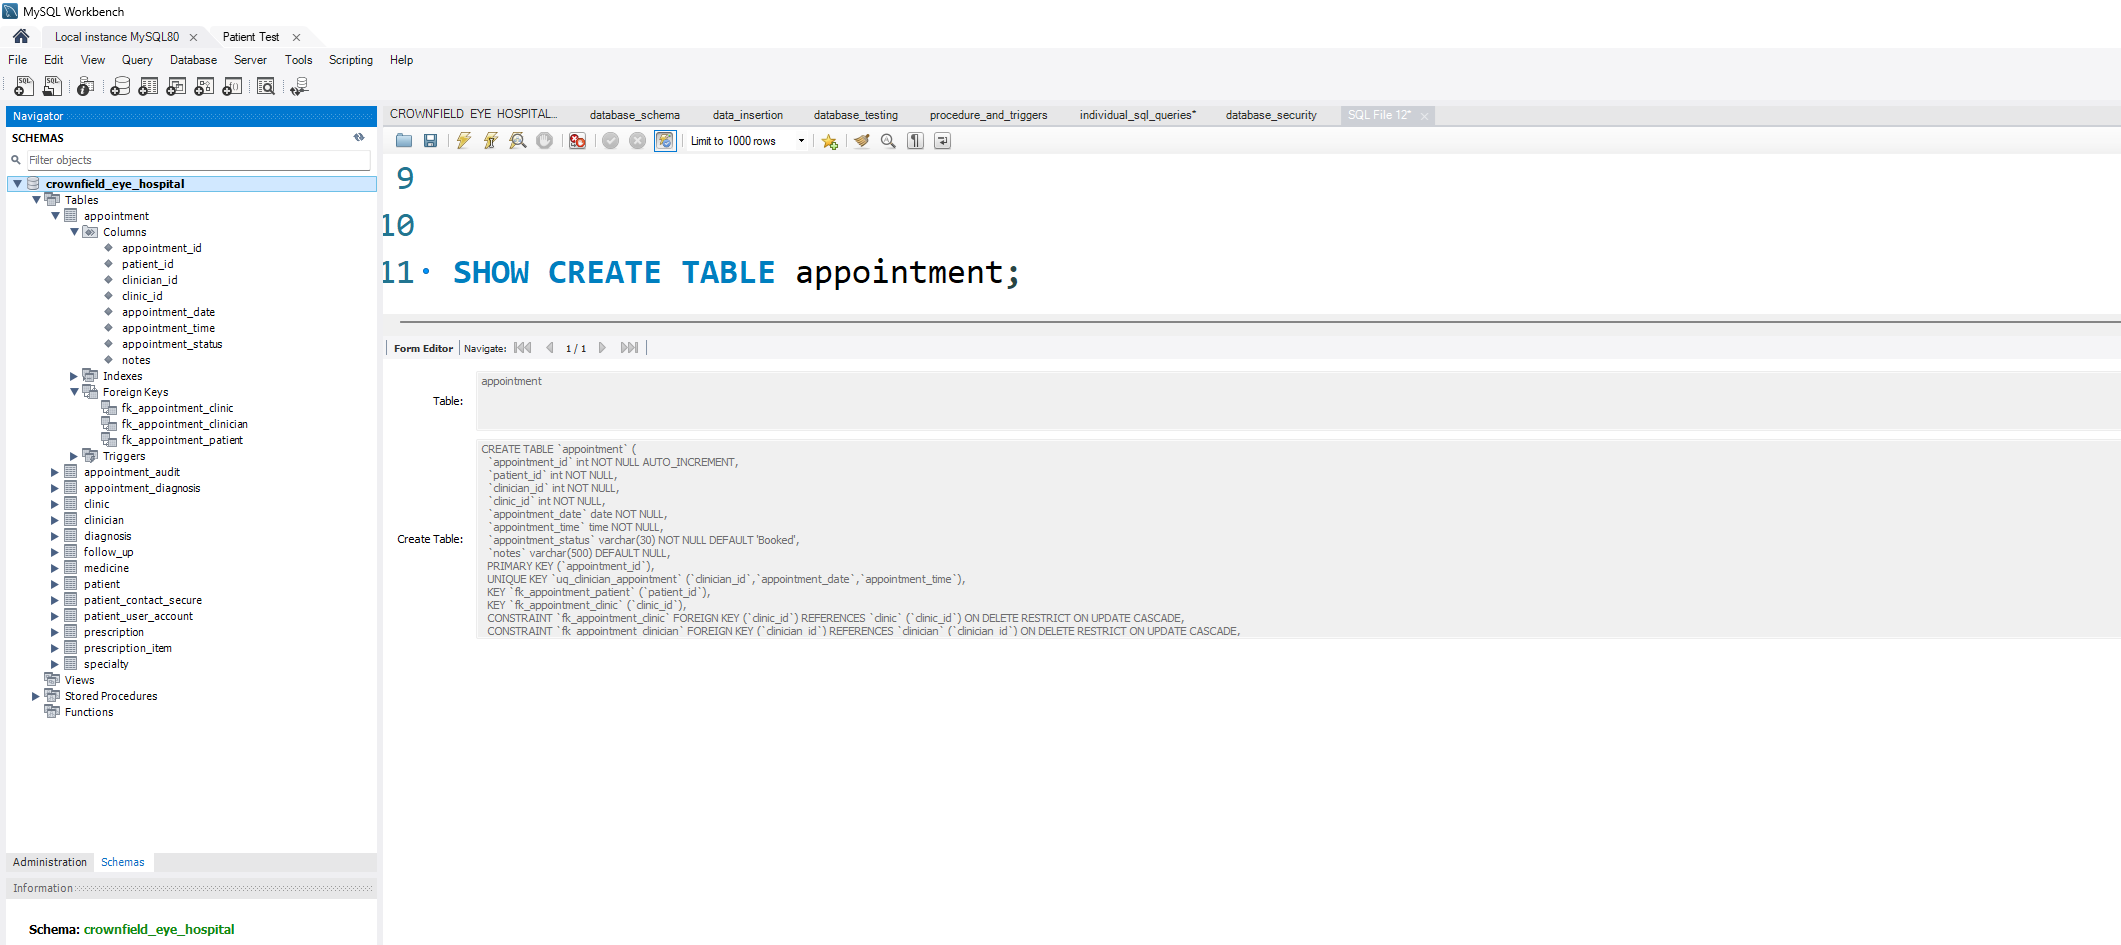 MySQL Workbench
Local instance MySQL80
Patient Test
File Edit View Query Database Server Tools Scripting Help
Navigator
SCHEMAS
Filter objects
crownfield_eye_hospital
Tables
appointment
Columns
appointment_id
patient_id
clinician_id
clinic_id
appointment_date
appointment_time
appointment_status
notes
Indexes
Foreign Keys
fk_appointment_clinic
fk_appointment_clinician
fk_appointment_patient
Triggers
appointment_audit
appointment_diagnosis
clinic
clinician
diagnosis
follow_up
medicine
patient
patient_contact_secure
patient_user_account
prescription
prescription_item
specialty
Views
Stored Procedures
Functions
Administration Schemas
Information
Schema: crownfield_eye_hospital
CROWNFIELD EYE HOSPITAL... database_schema data_insertion database_testing procedure_and_triggers individual_sql_queries* database_security SQL File 12*
Limit to 1000 rows
9
10
11 SHOW CREATE TABLE appointment;
Form Editor Navigate: 1 / 1
Table: appointment
Create Table:
CREATE TABLE `appointment` (
`appointment_id` int NOT NULL AUTO_INCREMENT,
`patient_id` int NOT NULL,
`clinician_id` int NOT NULL,
`clinic_id` int NOT NULL,
`appointment_date` date NOT NULL,
`appointment_time` time NOT NULL,
`appointment_status` varchar(30) NOT NULL DEFAULT 'Booked',
`notes` varchar(500) DEFAULT NULL,
PRIMARY KEY (`appointment_id`),
UNIQUE KEY `uq_clinician_appointment` (`clinician_id`,`appointment_date`,`appointment_time`),
KEY `fk_appointment_patient` (`patient_id`),
KEY `fk_appointment_clinic` (`clinic_id`),
CONSTRAINT `fk_appointment_clinic` FOREIGN KEY (`clinic_id`) REFERENCES `clinic` (`clinic_id`) ON DELETE RESTRICT ON UPDATE CASCADE,
CONSTRAINT `fk_appointment_clinician` FOREIGN KEY (`clinician_id`) REFERENCES `clinician` (`clinician_id`) ON DELETE RESTRICT ON UPDATE CASCADE,